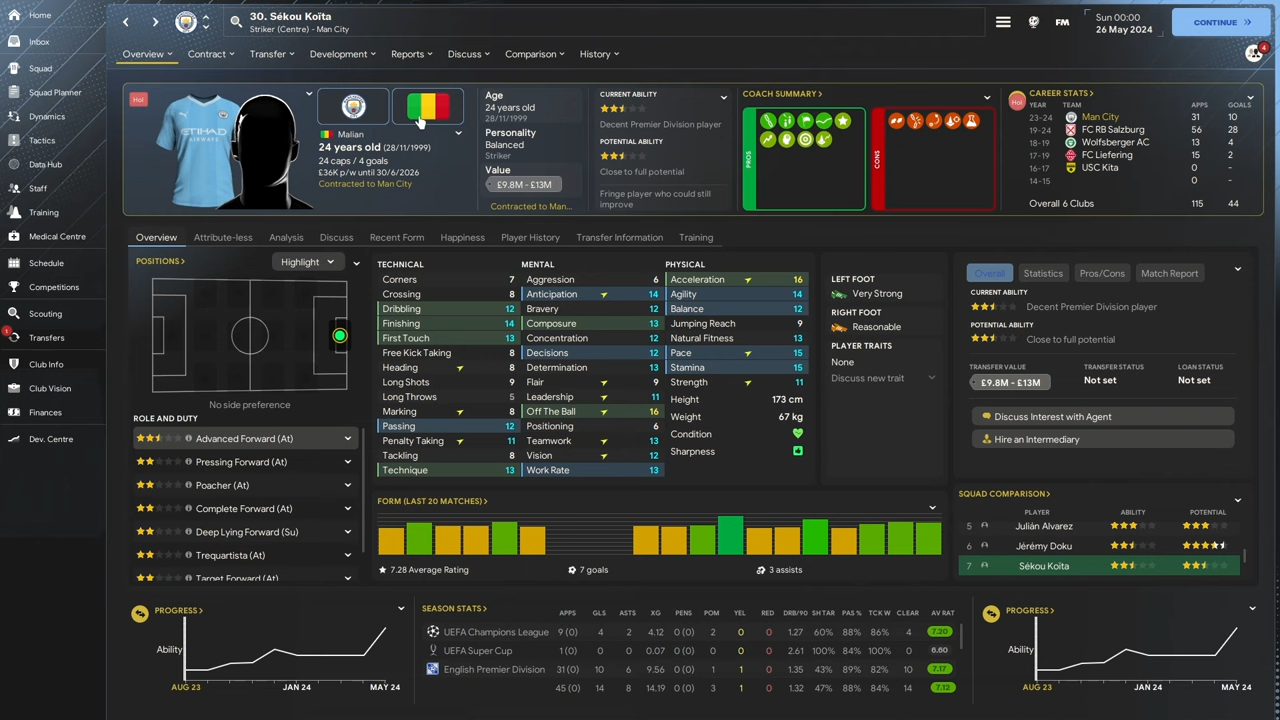 Home
Inbox
Squad
Squad Planner
Dynamics
Tactics
Data Hub
Staff
Training
Medical Centre
Schedule
Competitions
Scouting
1
Transfers
Club Info
Club Vision
Finances
Dev. Centre
30. Sékou Koïta
Striker (Centre) - Man City
FM
Sun 00:00
26 May 2024
CONTINUE
4
Overview
Contract
Transfer
Development
Reports
Discuss
Comparison
History
Hol
ETIHAD
Malian
24 years old (28/11/1999)
24 caps / 4 goals
£36K p/w until 30/6/2026
Contracted to Man City
Age
24 years old
28/11/1999
Personality
Balanced
Striker
Value
£9.8M - £13M
Contracted to Man...
CURRENT ABILITY
Decent Premier Division player
POTENTIAL ABILITY
Close to full potential
Fringe player who could still improve
COACH SUMMARY
PROS
CONS
Hol
CAREER STATS
YEAR TEAM APPS GOALS
23-24 Man City 31 10
19-24 FC RB Salzburg 56 28
18-19 Wolfsberger AC 13 4
17-19 FC Liefering 15 2
16-17 USC Kita 0 -
14-15 0 -
Overall 6 Clubs 115 44
Overview
Attribute-less
Analysis
Discuss
Recent Form
Happiness
Player History
Transfer Information
Training
POSITIONS
Highlight
No side preference
ROLE AND DUTY
Advanced Forward (At)
Pressing Forward (At)
Poacher (At)
Complete Forward (At)
Deep Lying Forward (Su)
Trequartista (At)
Target Forward (At)
TECHNICAL
Corners 7
Crossing 8
Dribbling 12
Finishing 14
First Touch 13
Free Kick Taking 8
Heading 8
Long Shots 9
Long Throws 5
Marking 8
Passing 12
Penalty Taking 11
Tackling 8
Technique 13
MENTAL
Aggression 6
Anticipation 14
Bravery 12
Composure 13
Concentration 12
Decisions 12
Determination 13
Flair 9
Leadership 11
Off The Ball 16
Positioning 6
Teamwork 13
Vision 12
Work Rate 13
PHYSICAL
Acceleration 16
Agility 14
Balance 12
Jumping Reach 9
Natural Fitness 13
Pace 15
Stamina 15
Strength 11
Height 173 cm
Weight 67 kg
Condition
Sharpness
LEFT FOOT
Very Strong
RIGHT FOOT
Reasonable
PLAYER TRAITS
None
Discuss new trait
Overall
Statistics
Pros/Cons
Match Report
CURRENT ABILITY
Decent Premier Division player
POTENTIAL ABILITY
Close to full potential
TRANSFER VALUE
£9.8M - £13M
TRANSFER STATUS
Not set
LOAN STATUS
Not set
Discuss Interest with Agent
Hire an Intermediary
FORM (LAST 20 MATCHES)
7.28 Average Rating
7 goals
3 assists
SQUAD COMPARISON
PLAYER ABILITY POTENTIAL
5 Julián Alvarez
6 Jérémy Doku
7 Sékou Koïta
PROGRESS
Ability
AUG 23 JAN 24 MAY 24
SEASON STATS
APPS GLS ASTS XG PENS POM YEL RED DRB/90 SH TAR PAS % TCK W CLEAR AV RAT
UEFA Champions League 9 (0) 4 2 4.12 0 (0) 2 0 0 1.27 60% 88% 86% 4 7.20
UEFA Super Cup 1 (0) 0 0 0.07 0 (0) 0 0 0 2.61 100% 84% 100% 0 6.60
English Premier Division 31 (0) 10 6 9.56 0 (0) 1 1 0 1.35 43% 89% 82% 10 7.17
45 (0) 14 8 14.19 0 (0) 3 1 0 1.32 47% 88% 84% 14 7.12
PROGRESS
Ability
AUG 23 JAN 24 MAY 24